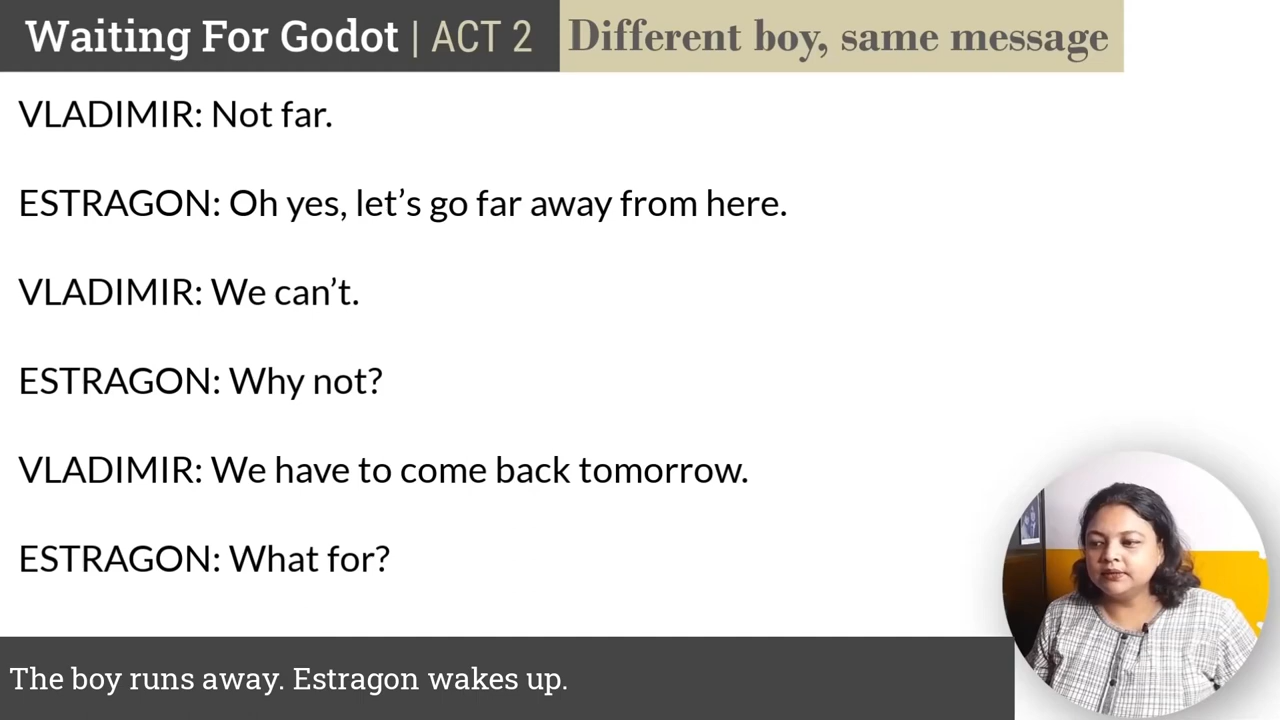 Waiting For Godot | ACT 2 Different boy, same message
VLADIMIR: Not far.
ESTRAGON: Oh yes, let’s go far away from here.
VLADIMIR: We can’t.
ESTRAGON: Why not?
VLADIMIR: We have to come back tomorrow.
ESTRAGON: What for?
The boy runs away. Estragon wakes up.